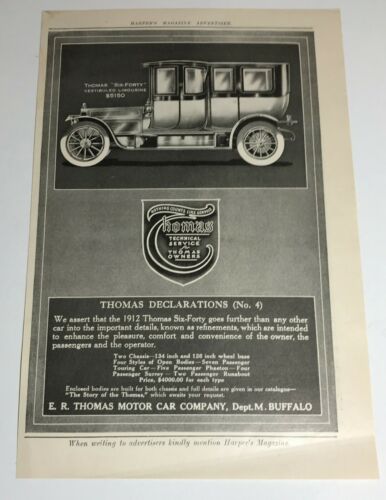 HARPER'S MAGAZINE ADVERTISER
THOMAS "SIX-FORTY"
VESTIBULED LIMOUSINE
$5150
NOTHING COUNTS LIKE SERVICE
Thomas
TECHNICAL
SERVICE
for
THOMAS
OWNERS
THOMAS DECLARATIONS (No. 4)
We assert that the 1912 Thomas Six-Forty goes further than any other
car into the important details, known as refinements, which are intended
to enhance the pleasure, comfort and convenience of the owner, the
passengers and the operator.
Two Chassis—134 inch and 126 inch wheel base
Four Styles of Open Bodies—Seven Passenger
Touring Car—Five Passenger Phaeton—Four
Passenger Surrey—Two Passenger Runabout
Price, $4000.00 for each type
Enclosed bodies are built for both chassis and full details are given in our catalogue—
"The Story of the Thomas," which awaits your request.
E. R. THOMAS MOTOR CAR COMPANY, Dept. M. BUFFALO
When writing to advertisers kindly mention Harper's Magazine.